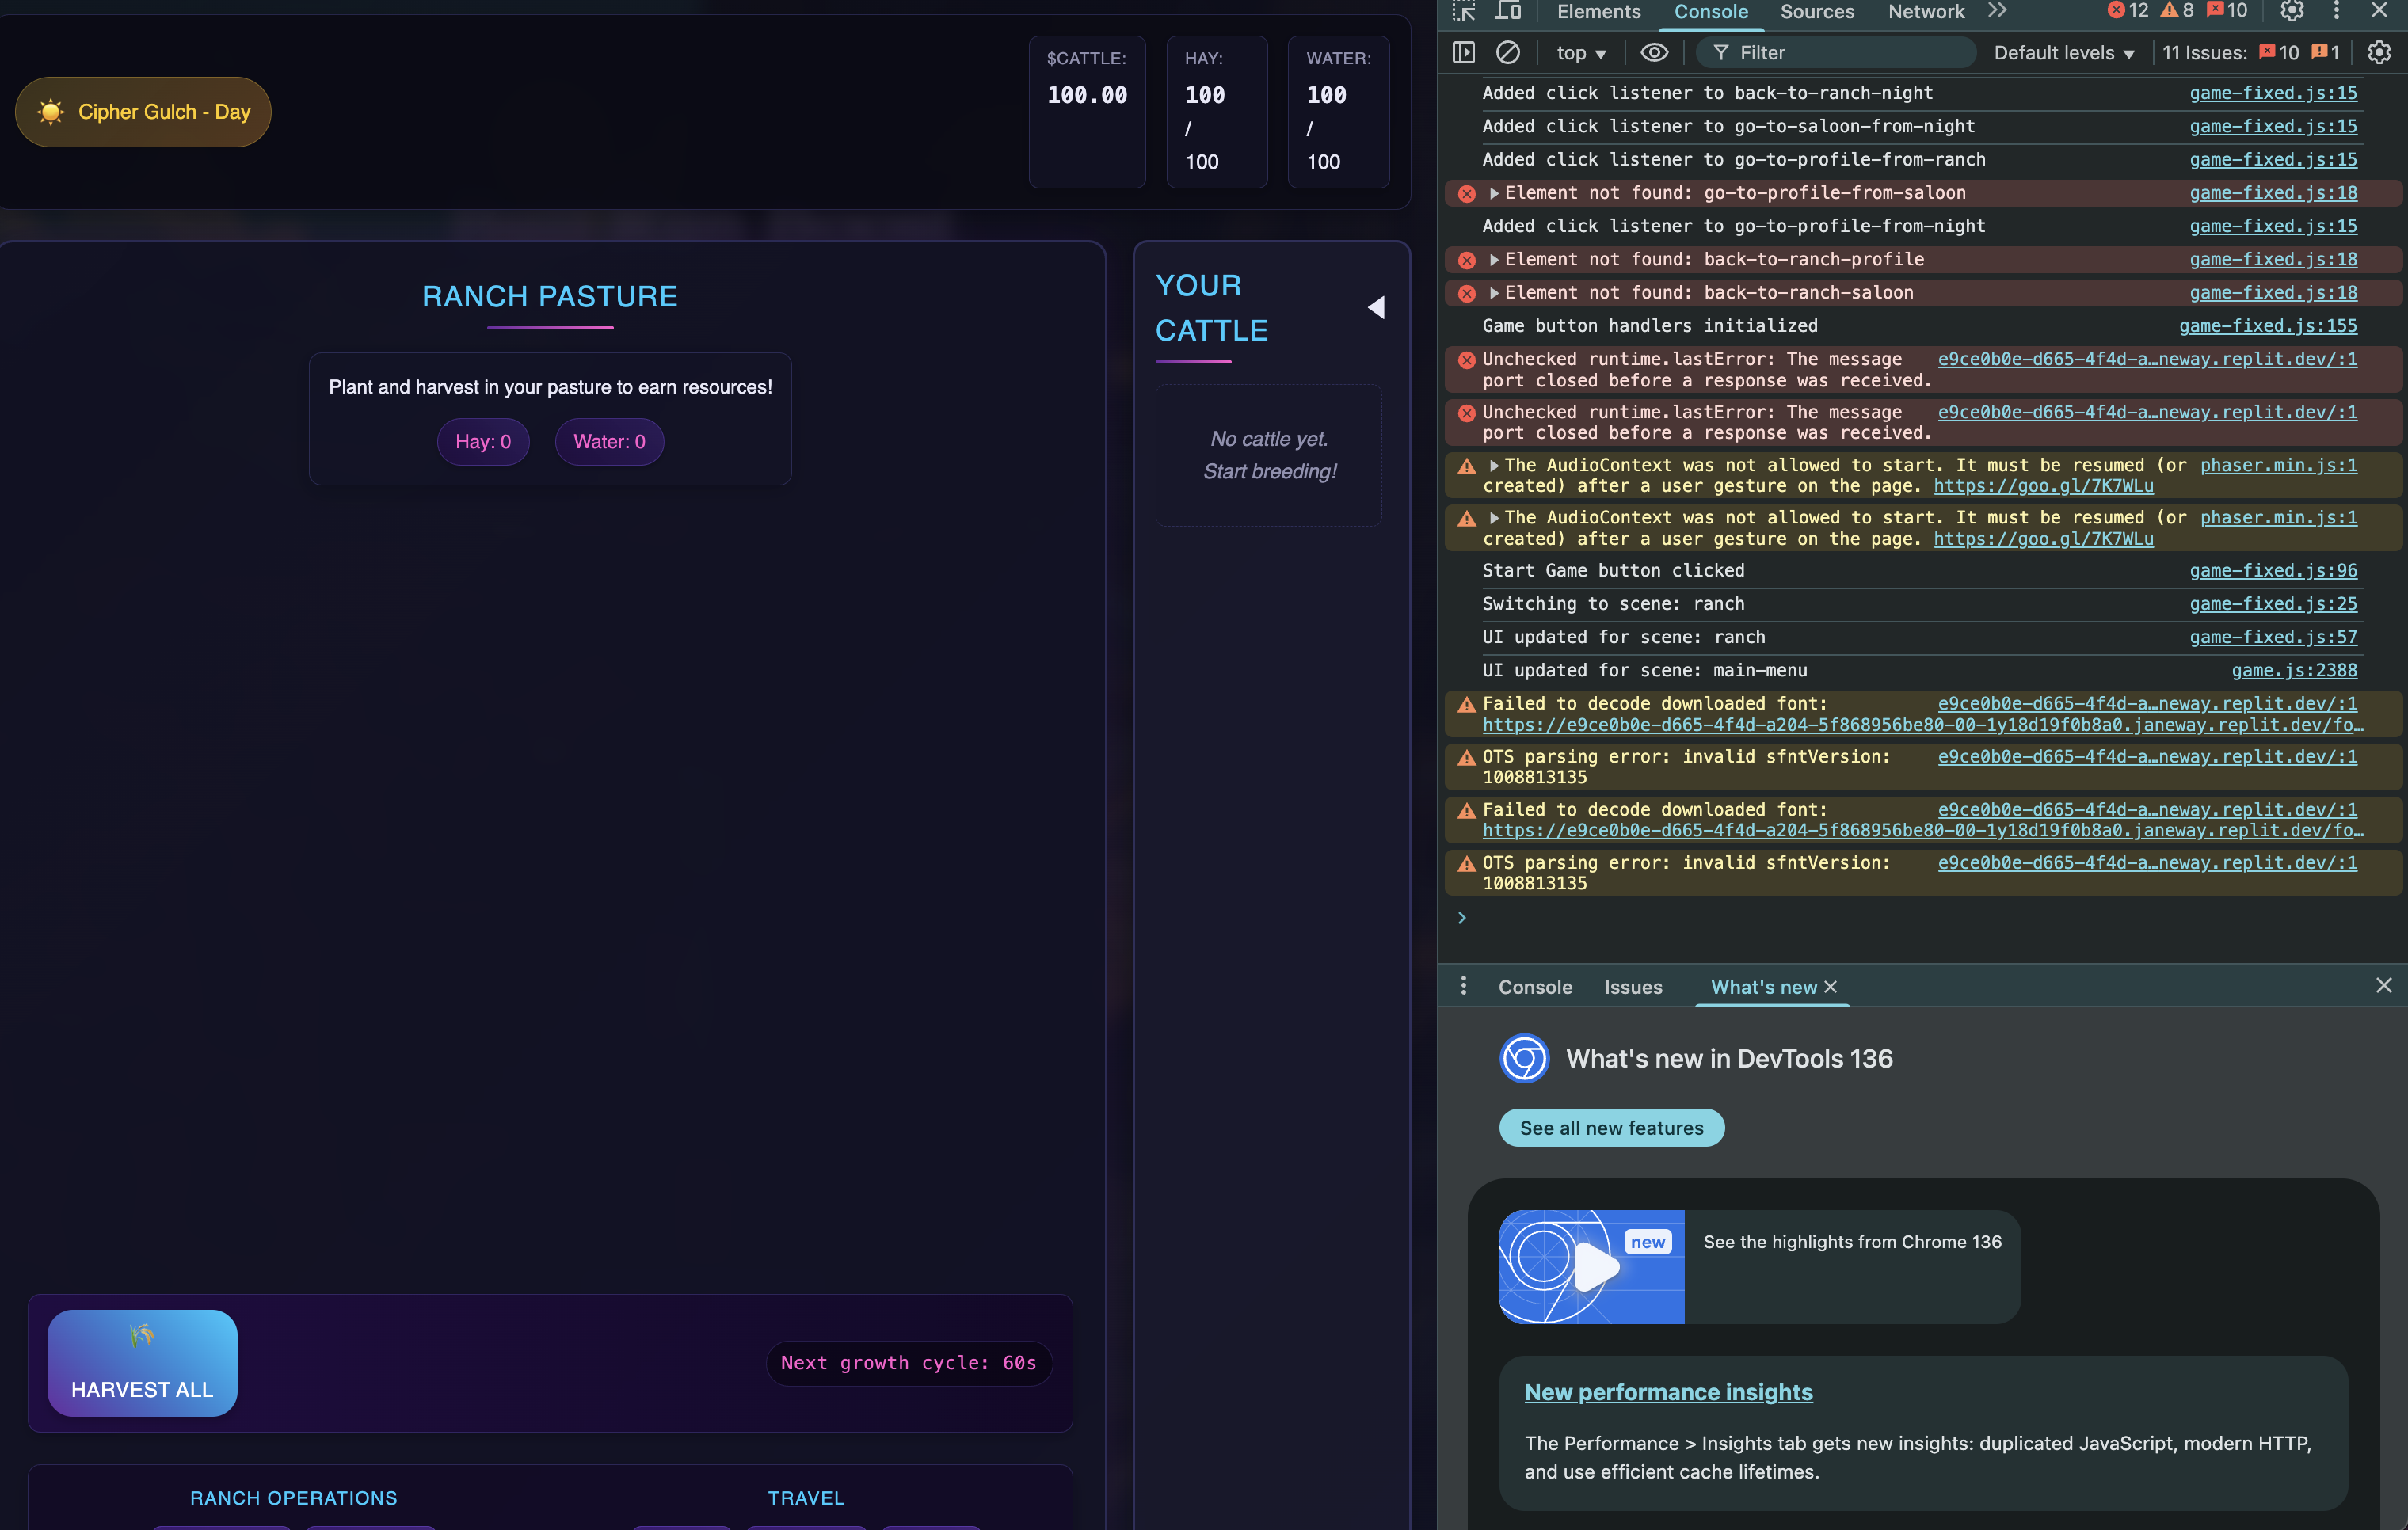 ☀️ Cipher Gulch - Day
$CATTLE:
100.00
HAY:
100
/
100
WATER:
100
/
100
RANCH PASTURE
Plant and harvest in your pasture to earn resources!
Hay: 0
Water: 0
YOUR
CATTLE
No cattle yet.
Start breeding!
HARVEST ALL
Next growth cycle: 60s
RANCH OPERATIONS
TRAVEL
Elements
Console
Sources
Network
12
8
10
top
Filter
Default levels
11 Issues:
10
1
Added click listener to back-to-ranch-night game-fixed.js:15
Added click listener to go-to-saloon-from-night game-fixed.js:15
Added click listener to go-to-profile-from-ranch game-fixed.js:15
Element not found: go-to-profile-from-saloon game-fixed.js:18
Added click listener to go-to-profile-from-night game-fixed.js:15
Element not found: back-to-ranch-profile game-fixed.js:18
Element not found: back-to-ranch-saloon game-fixed.js:18
Game button handlers initialized game-fixed.js:155
Unchecked runtime.lastError: The message e9ce0b0e-d665-4f4d-a…neway.replit.dev/:1
port closed before a response was received.
Unchecked runtime.lastError: The message e9ce0b0e-d665-4f4d-a…neway.replit.dev/:1
port closed before a response was received.
The AudioContext was not allowed to start. It must be resumed (or phaser.min.js:1
created) after a user gesture on the page. https://goo.gl/7K7WLu
The AudioContext was not allowed to start. It must be resumed (or phaser.min.js:1
created) after a user gesture on the page. https://goo.gl/7K7WLu
Start Game button clicked game-fixed.js:96
Switching to scene: ranch game-fixed.js:25
UI updated for scene: ranch game-fixed.js:57
UI updated for scene: main-menu game.js:2388
Failed to decode downloaded font: e9ce0b0e-d665-4f4d-a…neway.replit.dev/:1
https://e9ce0b0e-d665-4f4d-a204-5f868956be80-00-1y18d19f0b8a0.janeway.replit.dev/fo…
OTS parsing error: invalid sfntVersion: e9ce0b0e-d665-4f4d-a…neway.replit.dev/:1
1008813135
Failed to decode downloaded font: e9ce0b0e-d665-4f4d-a…neway.replit.dev/:1
https://e9ce0b0e-d665-4f4d-a204-5f868956be80-00-1y18d19f0b8a0.janeway.replit.dev/fo…
OTS parsing error: invalid sfntVersion: e9ce0b0e-d665-4f4d-a…neway.replit.dev/:1
1008813135
Console
Issues
What's new
What's new in DevTools 136
See all new features
new
See the highlights from Chrome 136
New performance insights
The Performance > Insights tab gets new insights: duplicated JavaScript, modern HTTP,
and use efficient cache lifetimes.